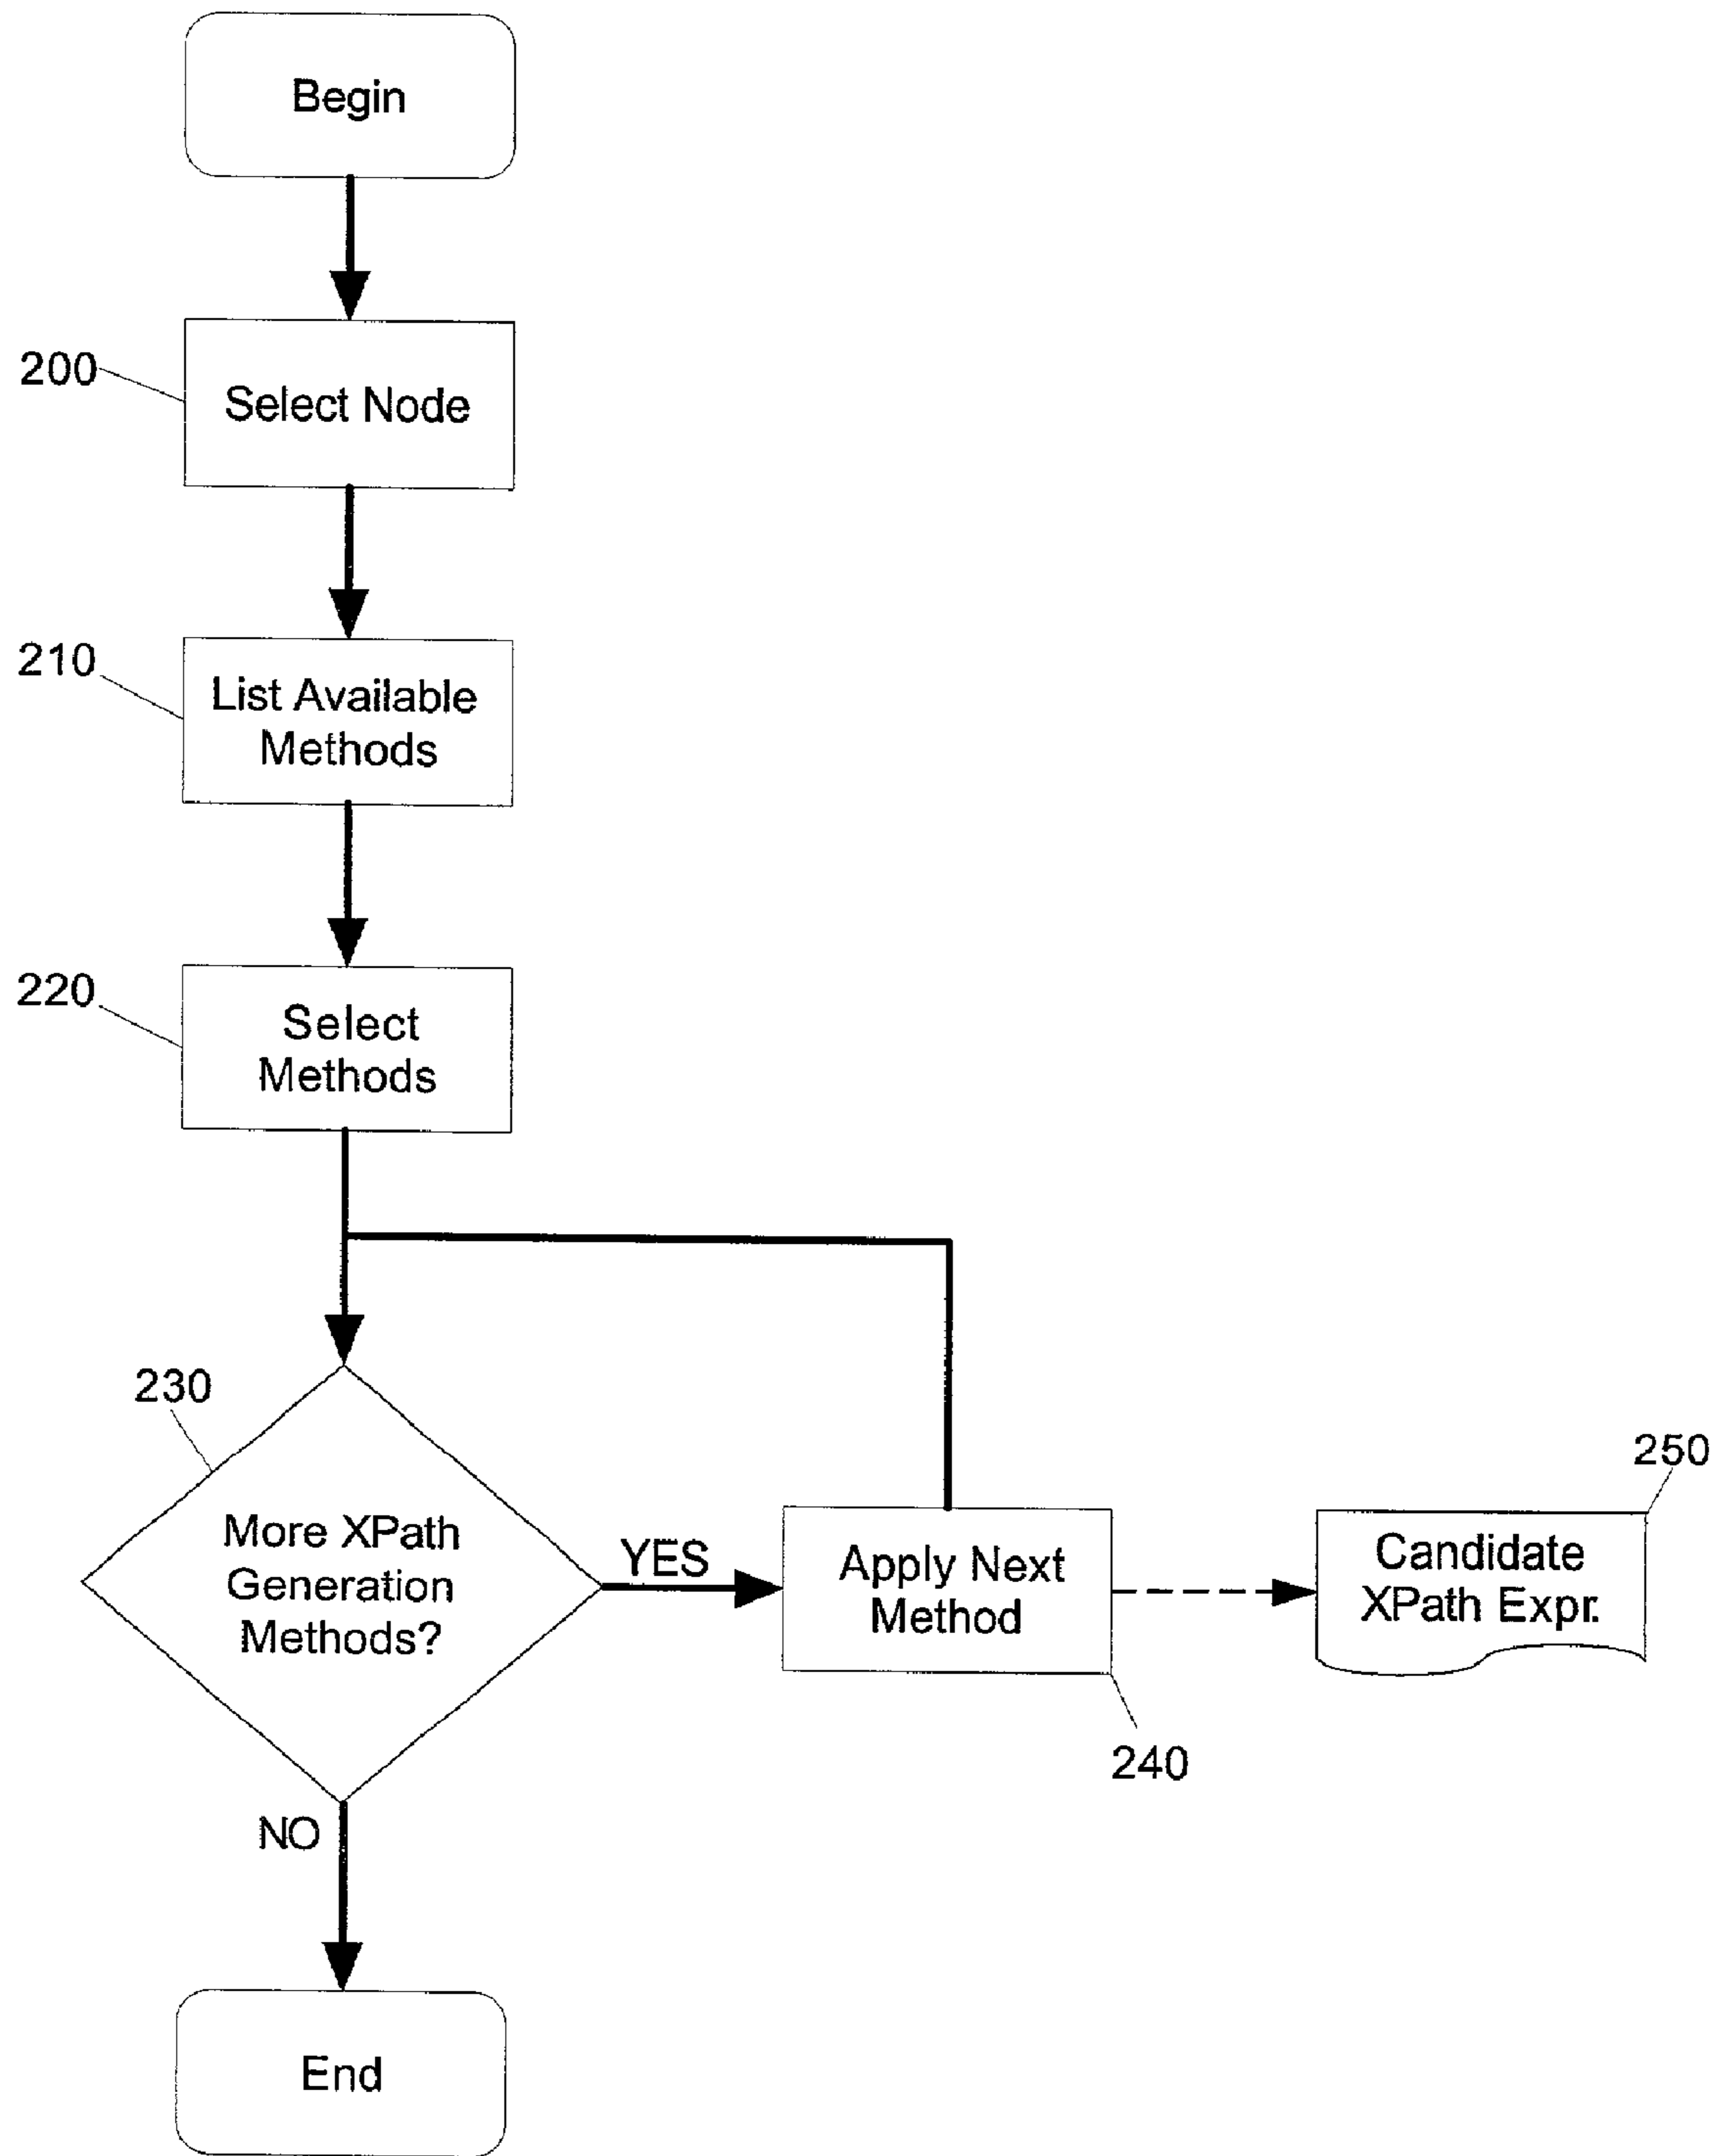 Begin
200
Select Node
210
List Available
Methods
220
Select
Methods
230
More XPath
Generation
Methods?
YES
Apply Next
Method
240
250
Candidate
XPath Expr.
NO
End